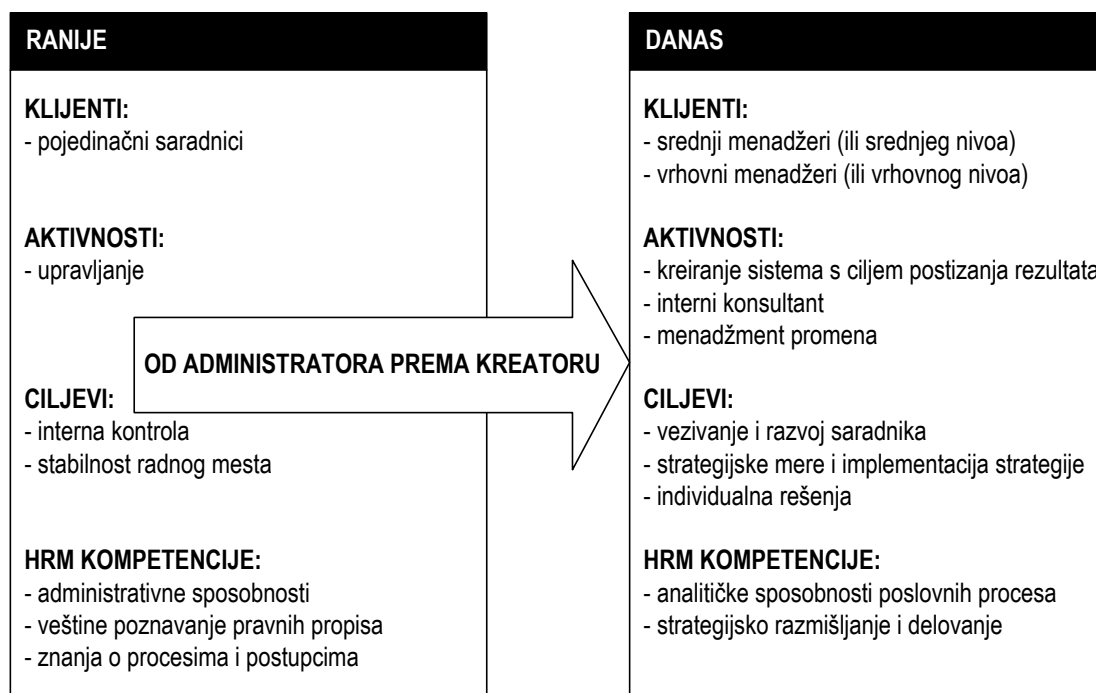 RANIJE
KLIJENTI:
- pojedinačni saradnici
AKTIVNOSTI:
- upravljanje
CILJEVI:
- interna kontrola
- stabilnost radnog mesta
HRM KOMPETENCIJE:
- administrativne sposobnosti
- veštine poznavanje pravnih propisa
- znanja o procesima i postupcima
OD ADMINISTRATORA PREMA KREATORU
DANAS
KLIJENTI:
- srednji menadžeri (ili srednjeg nivoa)
- vrhovni menadžeri (ili vrhovnog nivoa)
AKTIVNOSTI:
- kreiranje sistema s ciljem postizanja rezultata
- interni konsultant
- menadžment promena
CILJEVI:
- vezivanje i razvoj saradnika
- strategijske mere i implementacija strategije
- individualna rešenja
HRM KOMPETENCIJE:
- analitičke sposobnosti poslovnih procesa
- strategijsko razmišljanje i delovanje